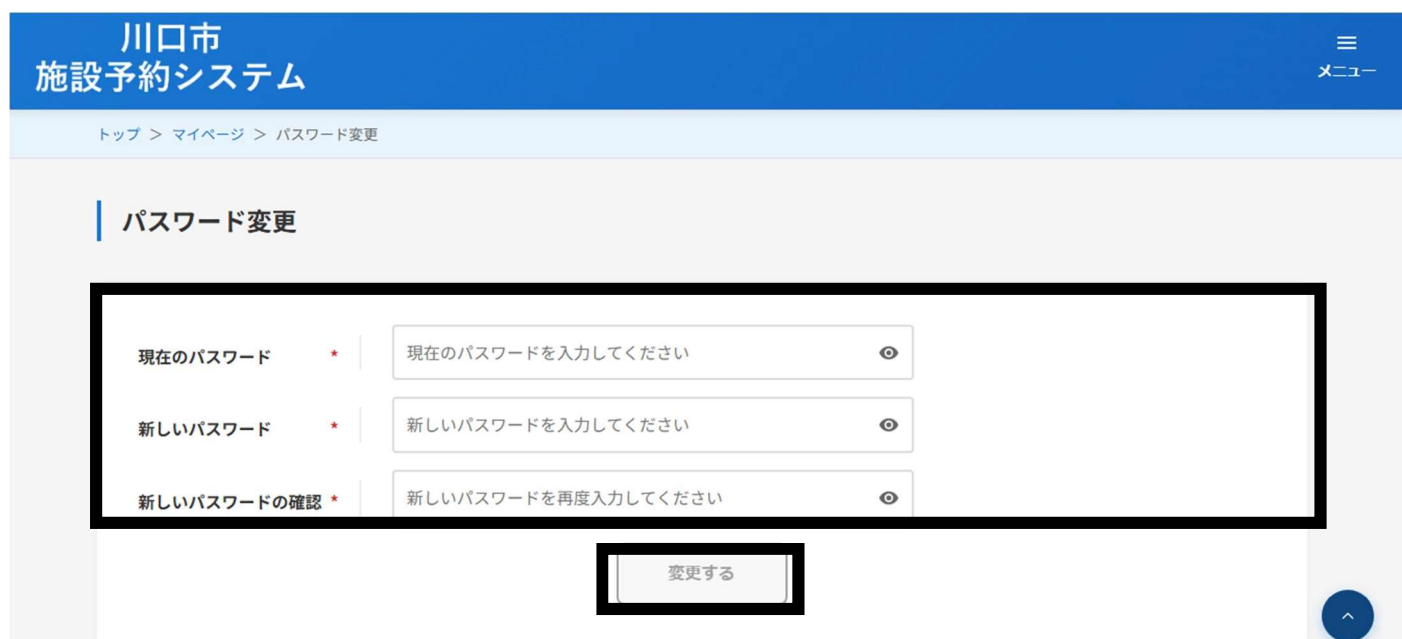 川口市
施設予約システム
メニュー
トップ > マイページ > パスワード変更
パスワード変更
現在のパスワード *
現在のパスワードを入力してください
新しいパスワード *
新しいパスワードを入力してください
新しいパスワードの確認 *
新しいパスワードを再度入力してください
変更する